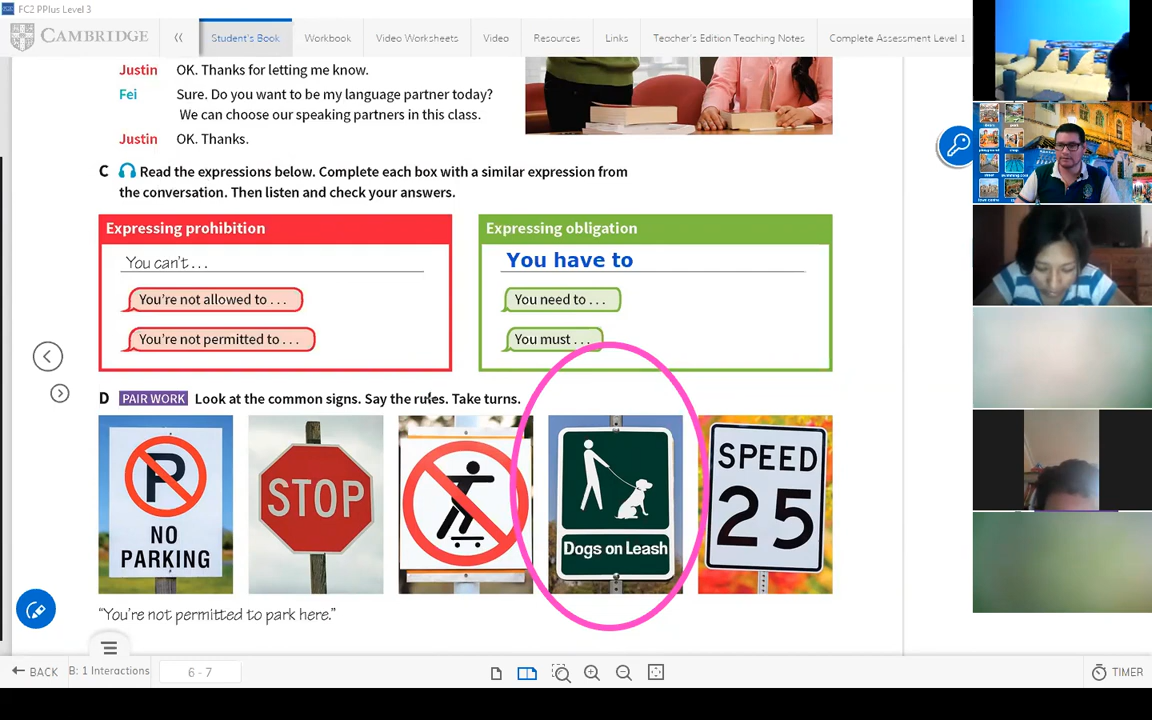 FC2 PPlus Level 3
CAMBRIDGE
Student's Book
Workbook
Video Worksheets
Video
Resources
Links
Teacher's Edition Teaching Notes
Complete Assessment Level 1
Justin OK. Thanks for letting me know.
Fei Sure. Do you want to be my language partner today?
We can choose our speaking partners in this class.
Justin OK. Thanks.
C Read the expressions below. Complete each box with a similar expression from
the conversation. Then listen and check your answers.
Expressing prohibition
You can't . . .
You're not allowed to . . .
You're not permitted to . . .
Expressing obligation
You have to
You need to . . .
You must . . .
D PAIR WORK Look at the common signs. Say the rules. Take turns.
P
NO
PARKING
STOP
Dogs on Leash
SPEED
25
"You're not permitted to park here."
BACK
B: 1 Interactions
6 - 7
TIMER